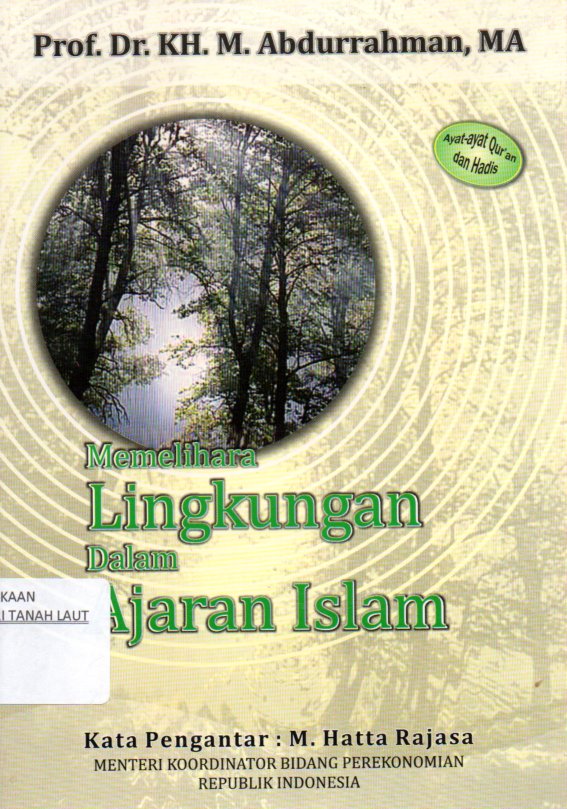 Prof. Dr. KH. M. Abdurrahman, MA
Ayat-ayat Qur'an
dan Hadis
Memelihara
Lingkungan
Dalam
Ajaran Islam
KAAN
I TANAH LAUT
Kata Pengantar : M. Hatta Rajasa
MENTERI KOORDINATOR BIDANG PEREKONOMIAN
REPUBLIK INDONESIA